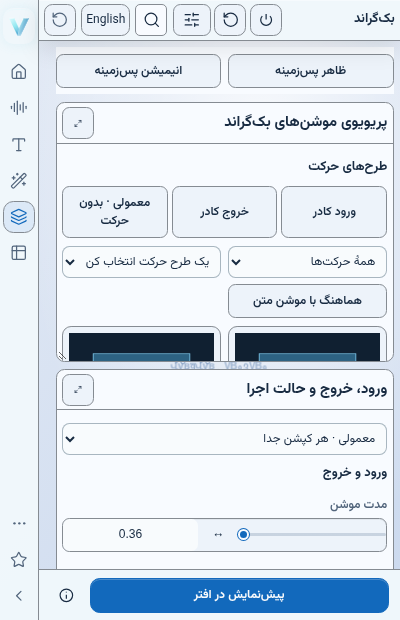 بک‌گراند
English
ظاهر پس‌زمینه
انیمیشن پس‌زمینه
پریویوی موشن‌های بک‌گراند
طرح‌های حرکت
ورود کادر
خروج کادر
معمولی · بدون
حرکت
همهٔ حرکت‌ها
یک طرح حرکت انتخاب کن
هماهنگ با موشن متن
ورود، خروج و حالت اجرا
معمولی · هر کپشن جدا
ورود و خروج
مدت موشن
0.36
پیش‌نمایش در افتر